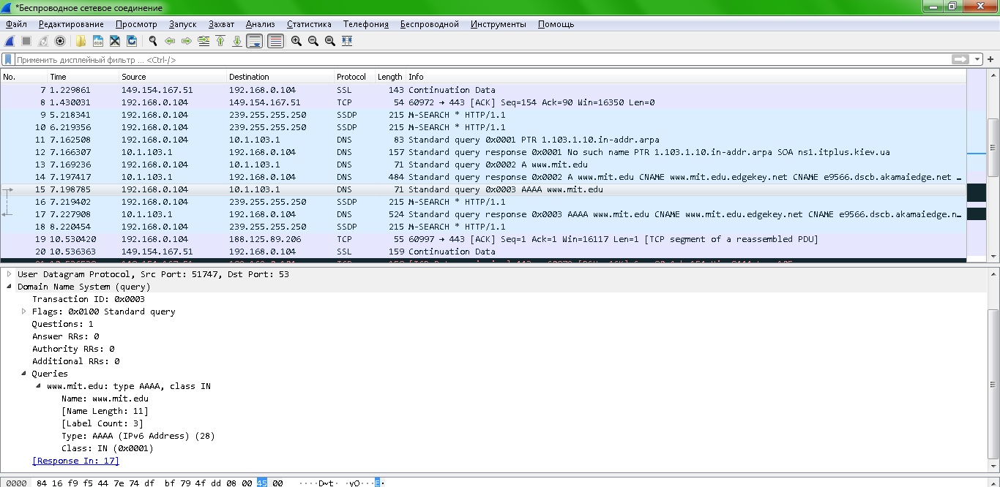 *Беспроводное сетевое соединение
Файл Редактирование Просмотр Запуск Захват Анализ Статистика Телефония Беспроводной Инструменты Помощь
Применить дисплейный фильтр ... <Ctrl-/>
No. Time Source Destination Protocol Length Info
7 1.229861 149.154.167.51 192.168.0.104 SSL 143 Continuation Data
8 1.430031 192.168.0.104 149.154.167.51 TCP 54 60972 → 443 [ACK] Seq=154 Ack=90 Win=16350 Len=0
9 5.218341 192.168.0.104 239.255.255.250 SSDP 215 M-SEARCH * HTTP/1.1
10 6.219356 192.168.0.104 239.255.255.250 SSDP 215 M-SEARCH * HTTP/1.1
11 7.162508 192.168.0.104 10.1.103.1 DNS 83 Standard query 0x0001 PTR 1.103.1.10.in-addr.arpa
12 7.166307 10.1.103.1 192.168.0.104 DNS 157 Standard query response 0x0001 No such name PTR 1.103.1.10.in-addr.arpa SOA ns1.itplus.kiev.ua
13 7.169236 192.168.0.104 10.1.103.1 DNS 71 Standard query 0x0002 A www.mit.edu
14 7.197417 10.1.103.1 192.168.0.104 DNS 484 Standard query response 0x0002 A www.mit.edu CNAME www.mit.edu.edgekey.net CNAME e9566.dscb.akamaiedge.net …
15 7.198785 192.168.0.104 10.1.103.1 DNS 71 Standard query 0x0003 AAAA www.mit.edu
16 7.219402 192.168.0.104 239.255.255.250 SSDP 215 M-SEARCH * HTTP/1.1
17 7.227908 10.1.103.1 192.168.0.104 DNS 524 Standard query response 0x0003 AAAA www.mit.edu CNAME www.mit.edu.edgekey.net CNAME e9566.dscb.akamaiedge.n…
18 8.220454 192.168.0.104 239.255.255.250 SSDP 215 M-SEARCH * HTTP/1.1
19 10.530420 192.168.0.104 188.125.89.206 TCP 55 60997 → 443 [ACK] Seq=1 Ack=1 Win=16117 Len=1 [TCP segment of a reassembled PDU]
20 10.536363 149.154.167.51 192.168.0.104 SSL 159 Continuation Data
User Datagram Protocol, Src Port: 51747, Dst Port: 53
Domain Name System (query)
Transaction ID: 0x0003
Flags: 0x0100 Standard query
Questions: 1
Answer RRs: 0
Authority RRs: 0
Additional RRs: 0
Queries
www.mit.edu: type AAAA, class IN
Name: www.mit.edu
[Name Length: 11]
[Label Count: 3]
Type: AAAA (IPv6 Address) (28)
Class: IN (0x0001)
[Response In: 17]
0000 84 16 f9 f5 44 7e 74 df bf 79 4f dd 08 00 45 00 ····D~t· ·yO···E·